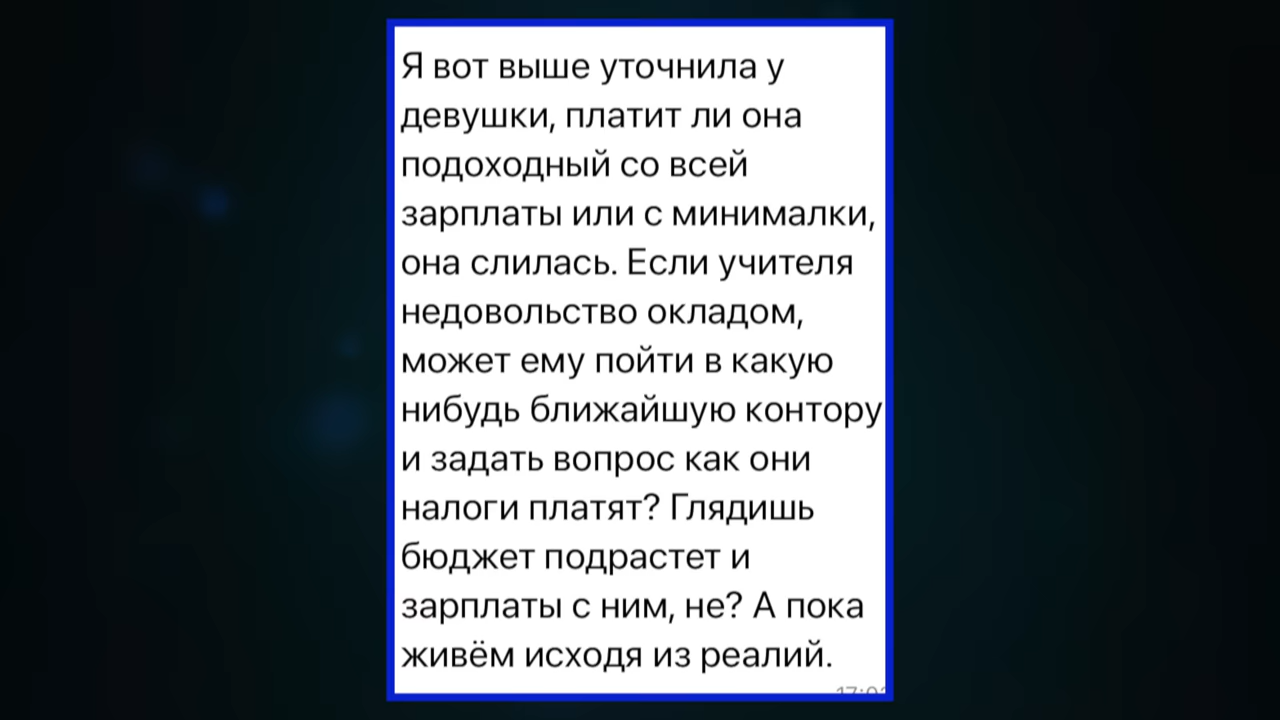 Я вот выше уточнила у
девушки, платит ли она
подоходный со всей
зарплаты или с минималки,
она слилась. Если учителя
недовольство окладом,
может ему пойти в какую
нибудь ближайшую контору
и задать вопрос как они
налоги платят? Глядишь
бюджет подрастет и
зарплаты с ним, не? А пока
живём исходя из реалий.